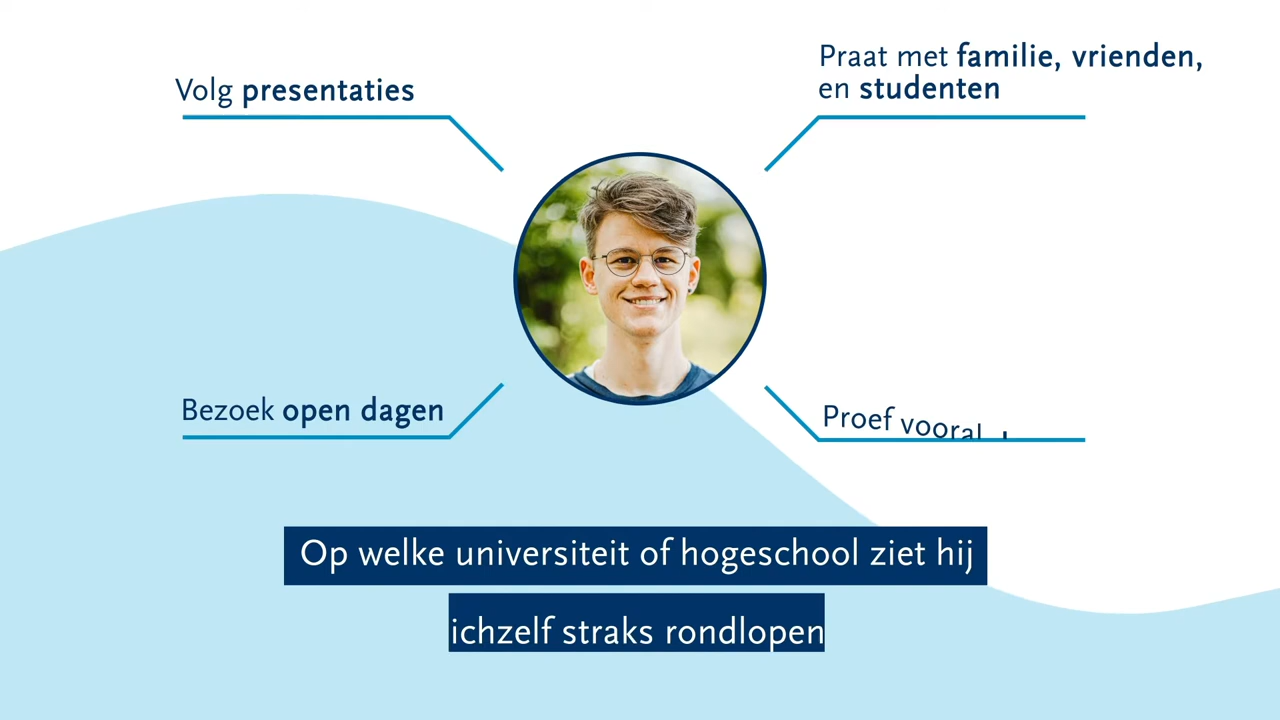 Volg presentaties
Praat met familie, vrienden,
en studenten
Bezoek open dagen
Proef vooral
Op welke universiteit of hogeschool ziet hij
ichzelf straks rondlopen